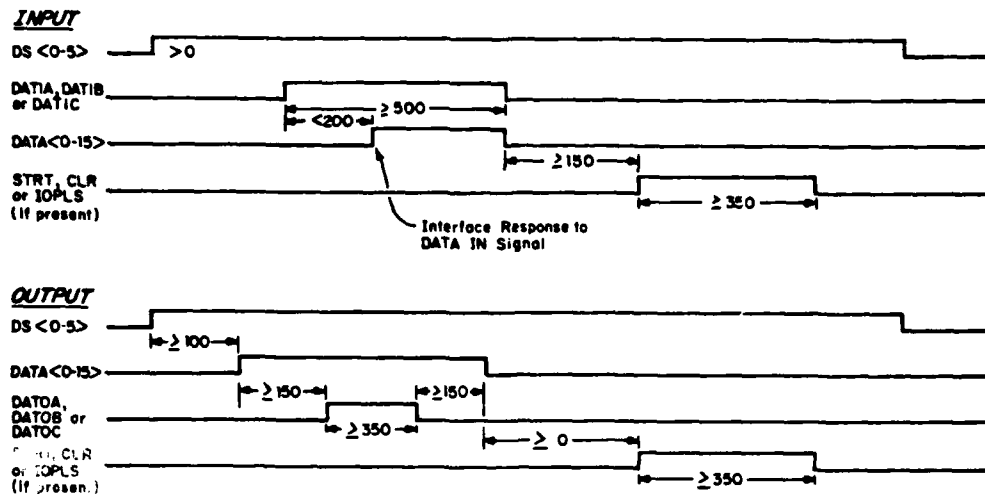 INPUT
DS <0-5>
>0
DATIA, DATIB
or DATIC
≥500
<200
DATA<0-15>
≥150
STRT, CLR
or IOPLS
(If present)
≥350
Interface Response to
DATA IN Signal
OUTPUT
DS <0-5>
≥100
DATA<0-15>
≥150
≥150
DATOA,
DATOB or
DATOC
≥350
≥ 0
CLR
or IOPLS
(If present)
≥350